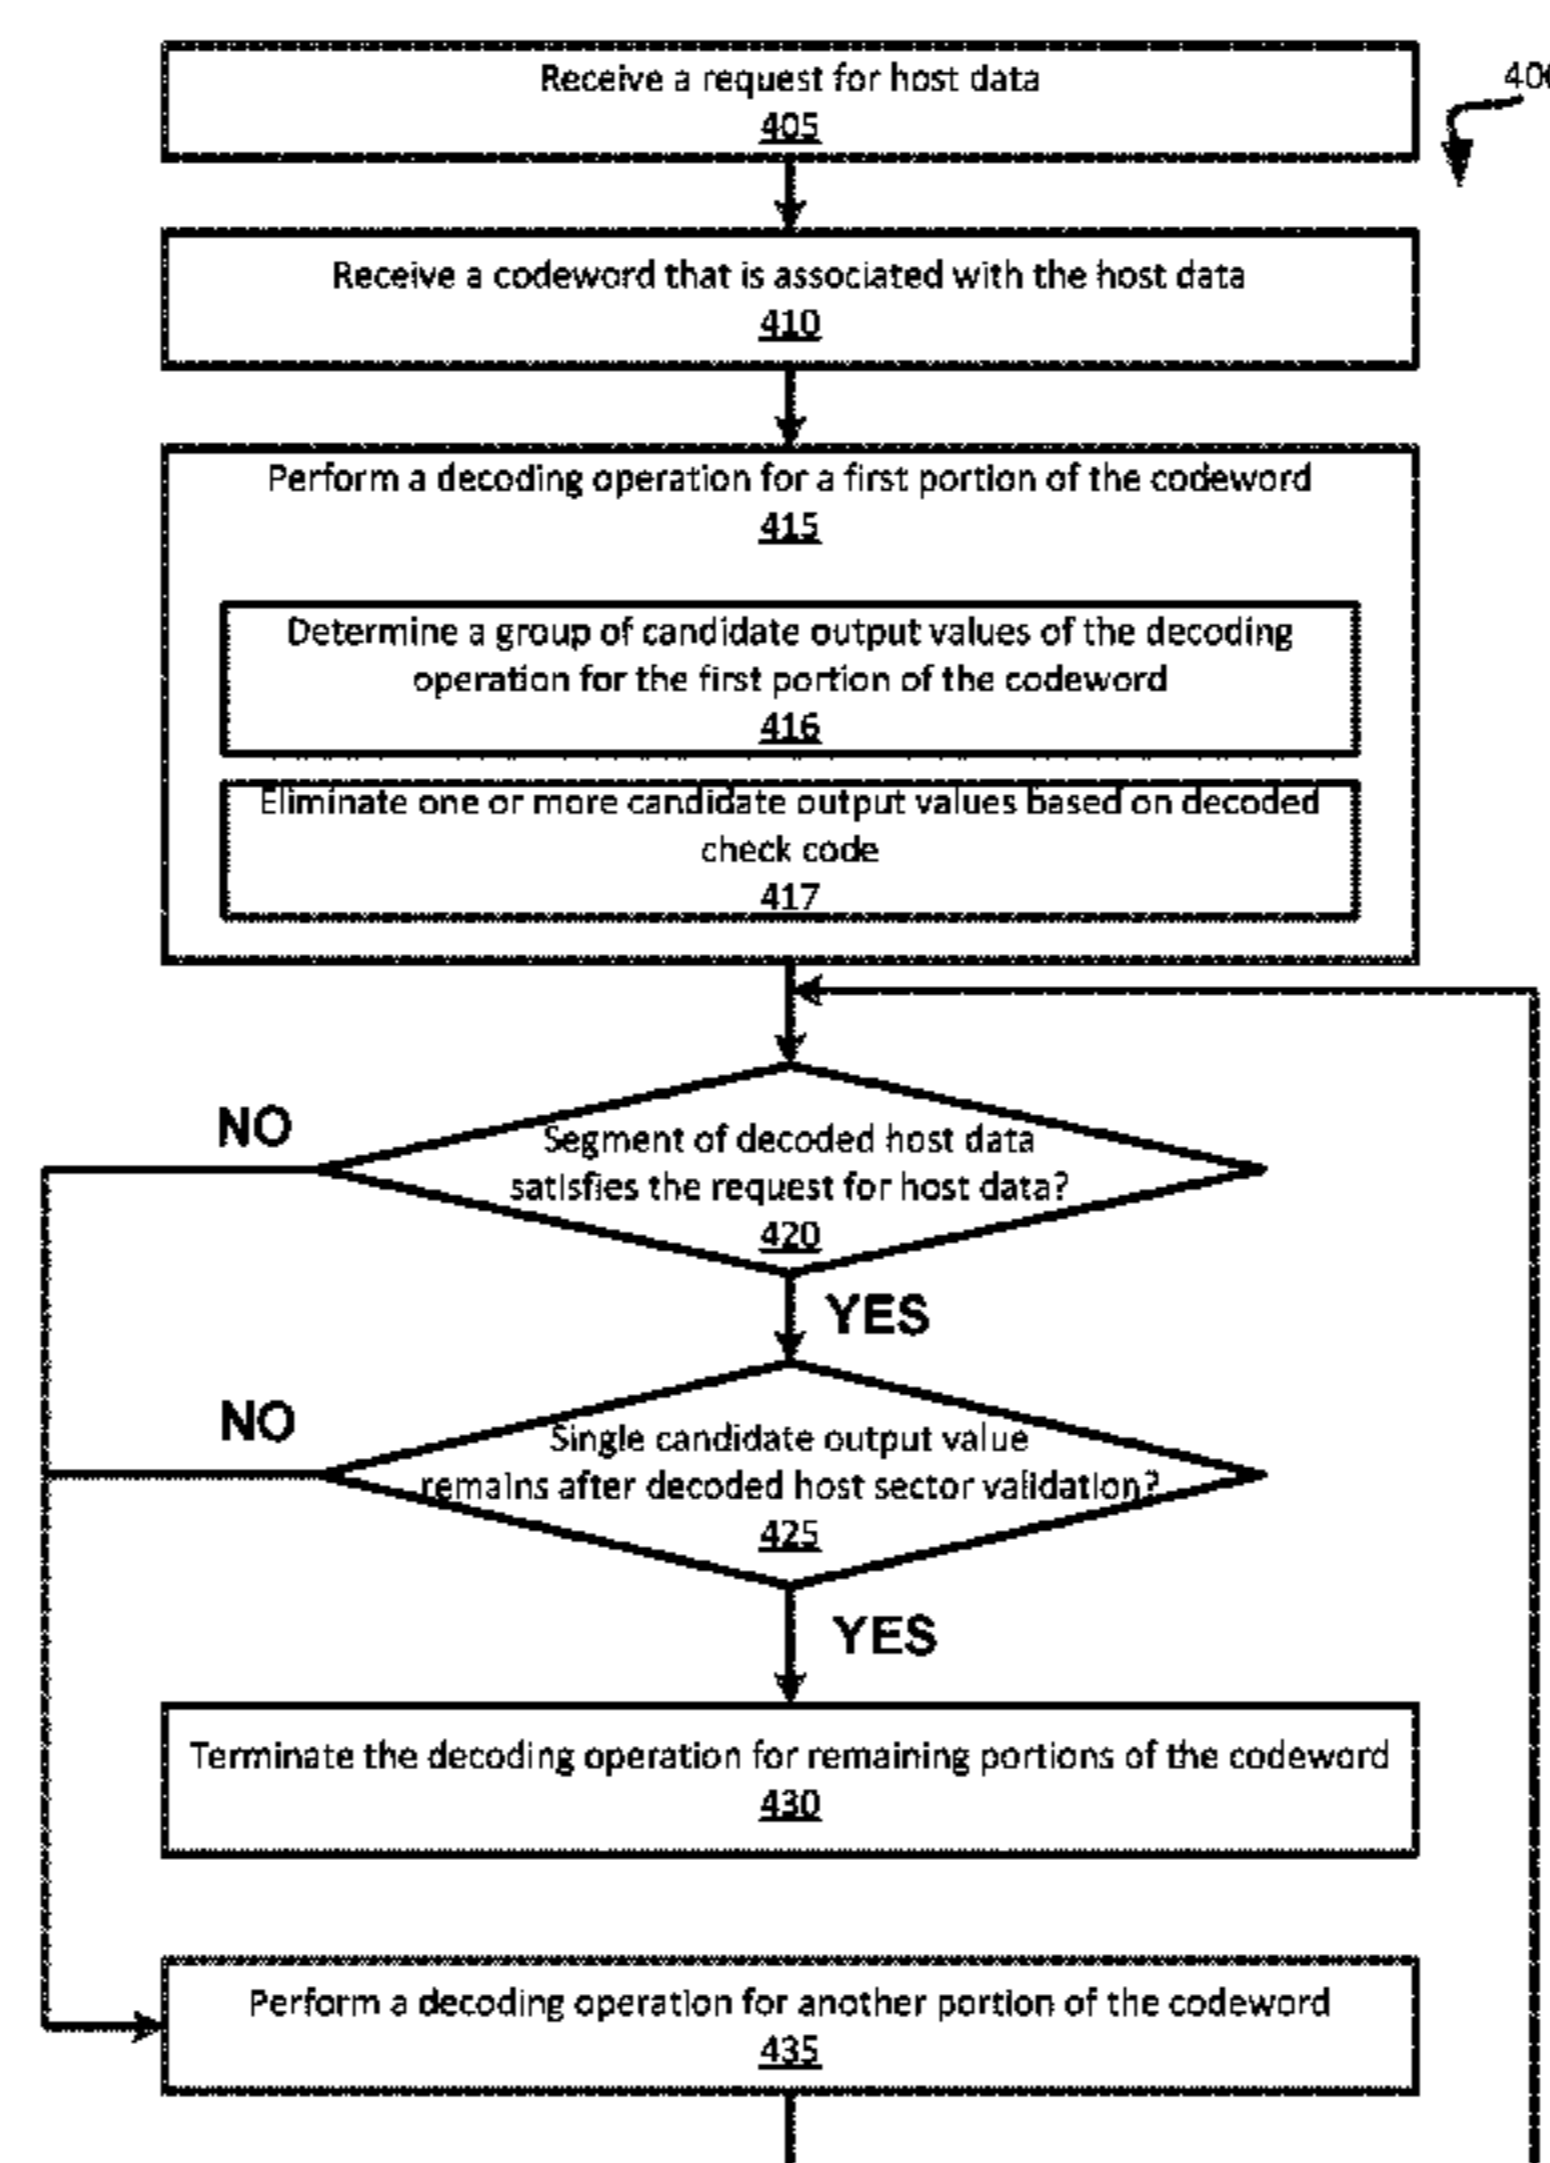 Receive a request for host data
405
Receive a codeword that is associated with the host data
410
Perform a decoding operation for a first portion of the codeword
415
Determine a group of candidate output values of the decoding
operation for the first portion of the codeword
416
Eliminate one or more candidate output values based on decoded
check code
417
NO
Segment of decoded host data
satisfies the request for host data?
420
YES
NO
Single candidate output value
remains after decoded host sector validation?
425
YES
Terminate the decoding operation for remaining portions of the codeword
430
Perform a decoding operation for another portion of the codeword
435